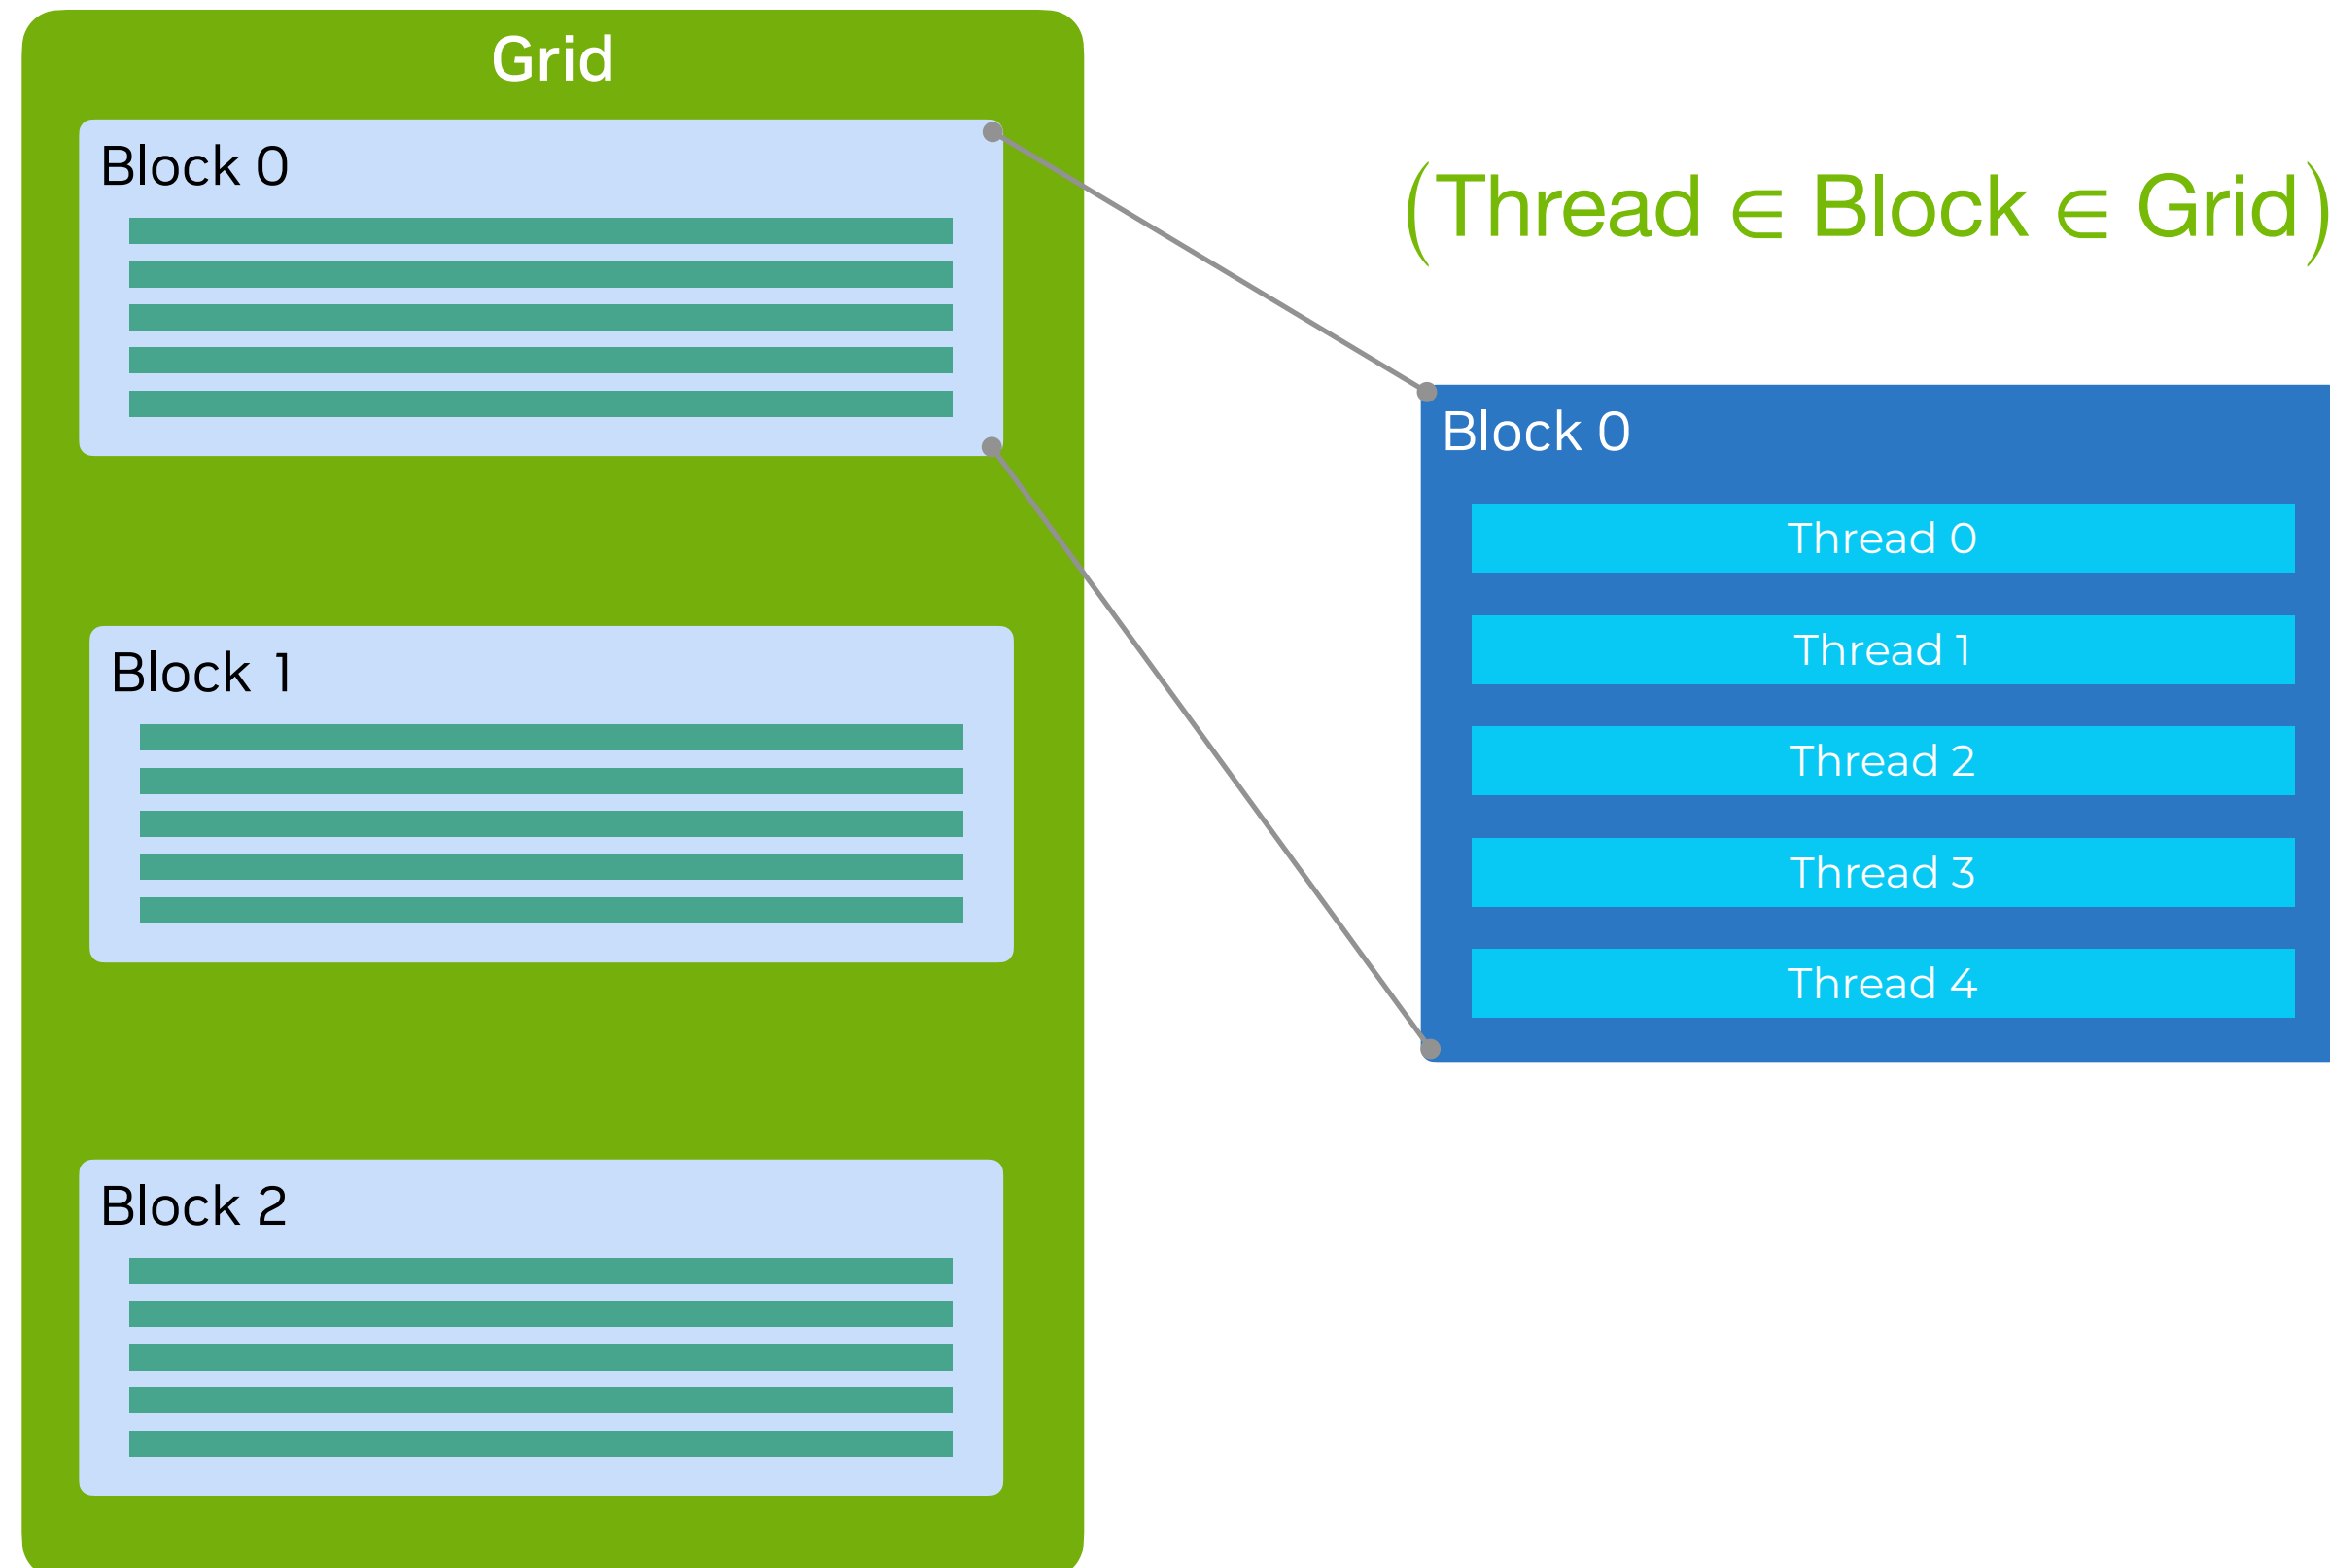 Grid
Block 0
Block 1
Block 2
(Thread ∈ Block ∈ Grid)
Block 0
Thread 0
Thread 1
Thread 2
Thread 3
Thread 4